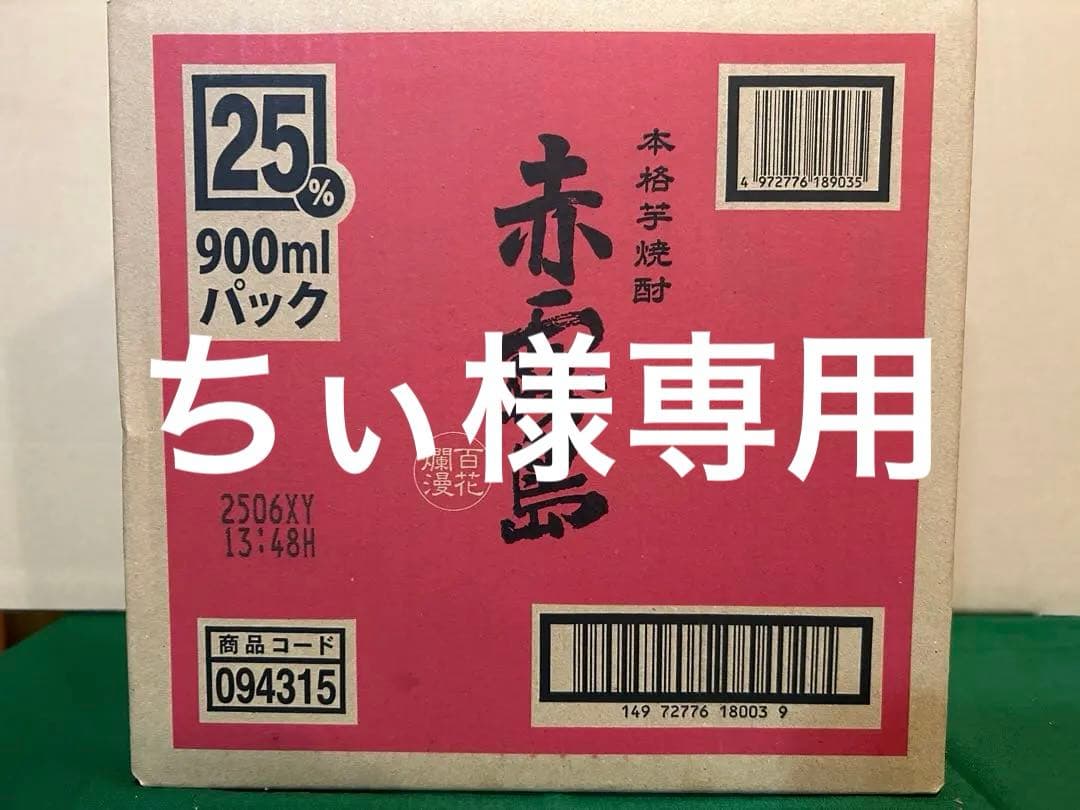 25%
900ml
パック
本格芋焼酎
赤霧島
4 972776 189035
ちぃ様専用
百花
爛漫
2506XY
13:48H
商品コード
094315
149 72776 18003 9